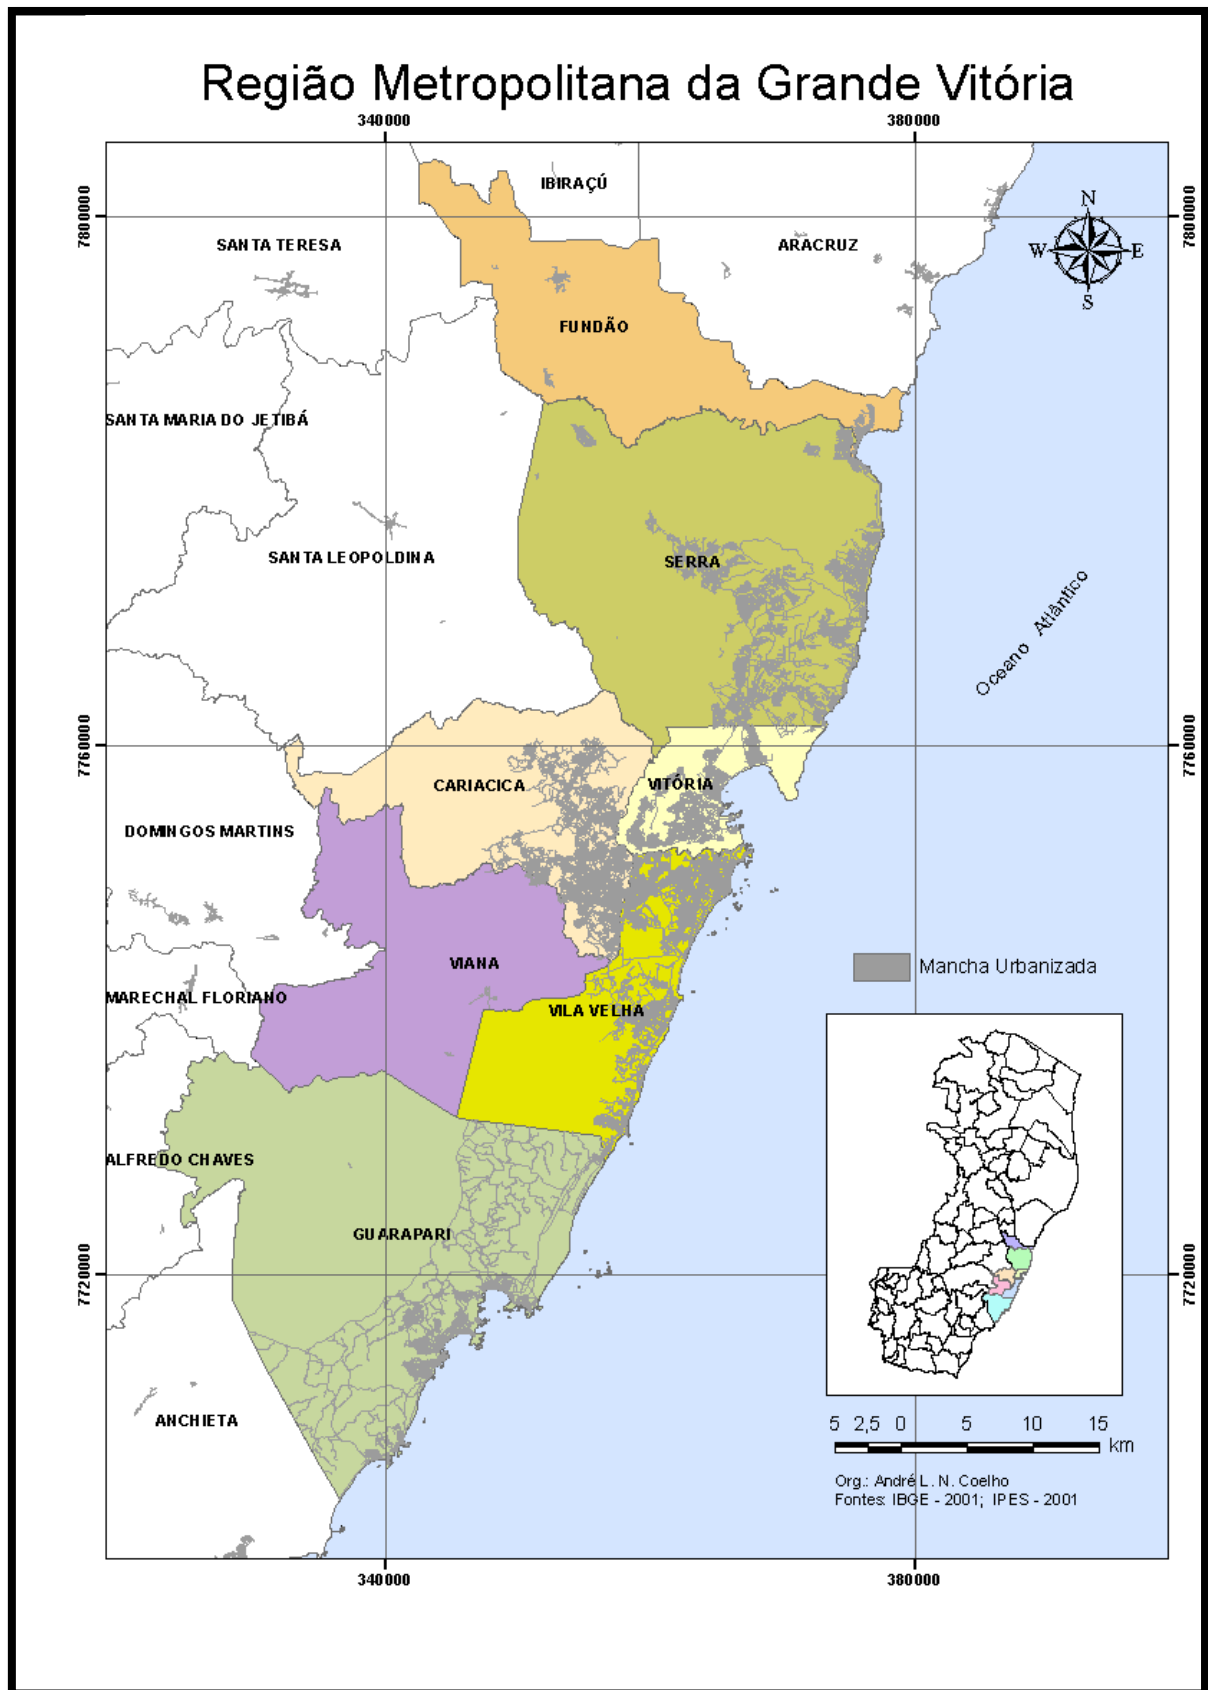 Região Metropolitana da Grande Vitória
340000
380000
IBIRAÇÚ
7800000
7800000
N
SANTA TERESA
ARACRUZ
W
E
S
FUNDÃO
SANTA MARIA DO JETIBÁ
SANTA LEOPOLDINA
SERRA
Oceano Atlântico
7760000
7760000
CARIACICA
VITÓRIA
DOMINGOS MARTINS
VIANA
Mancha Urbanizada
MARECHAL FLORIANO
VILA VELHA
ALFREDO CHAVES
GUARAPARI
7720000
7720000
ANCHIETA
5 2,5 0 5 10 15
km
Org.: André L. N. Coelho
Fontes: IBGE - 2001; IPES - 2001
340000
380000